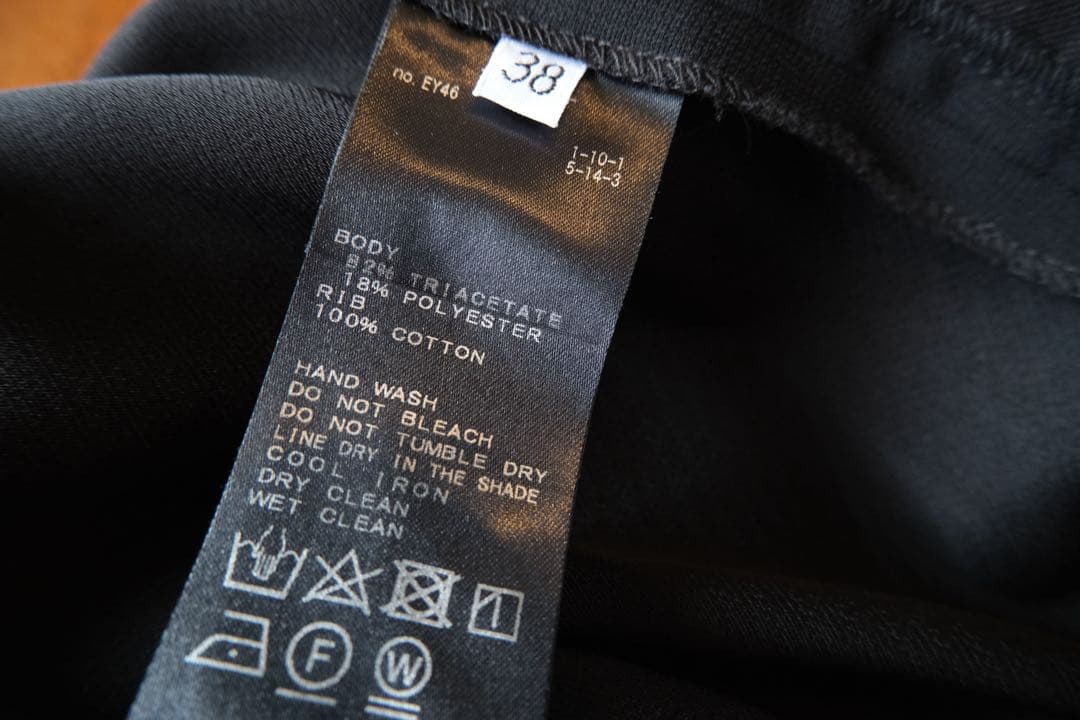 38
no. EY46
1-10-1
5-14-3
BODY
82% TRIACETATE
18% POLYESTER
RIB
100% COTTON
HAND WASH
DO NOT BLEACH
DO NOT TUMBLE DRY
LINE DRY IN THE SHADE
COOL IRON
DRY CLEAN
WET CLEAN
F
W